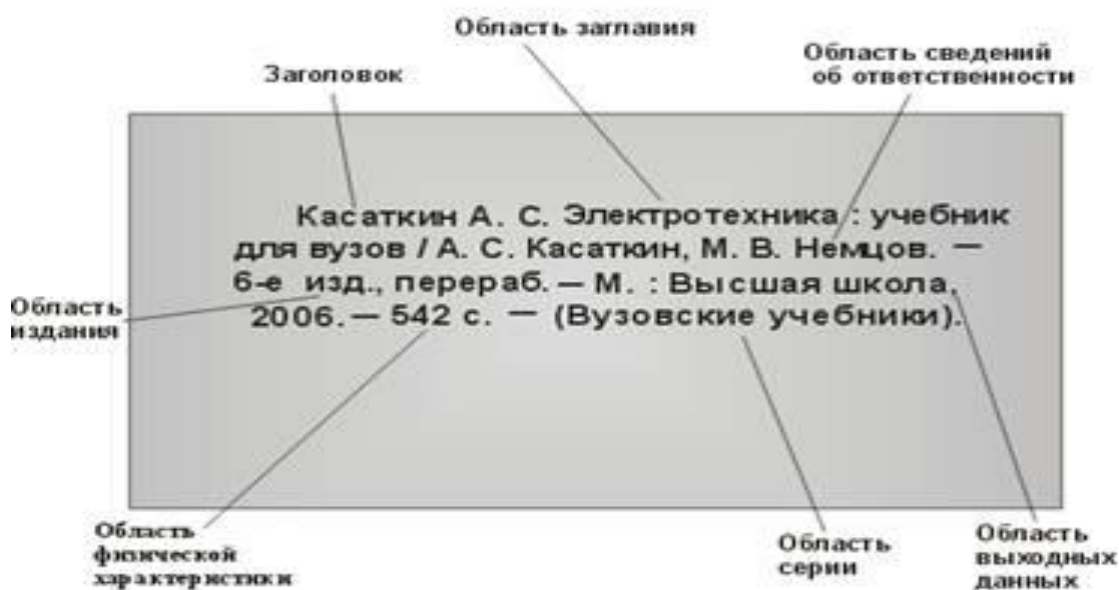 Область заглавия
Область сведений
об ответственности
Заголовок
Касаткин А. С. Электротехника : учебник
для вузов / А. С. Касаткин, М. В. Немцов. —
6-е изд., перераб. — М. : Высшая школа,
2006. — 542 с. — (Вузовские учебники).
Область
издания
Область
физической
характеристики
Область
серии
Область
выходных
данных